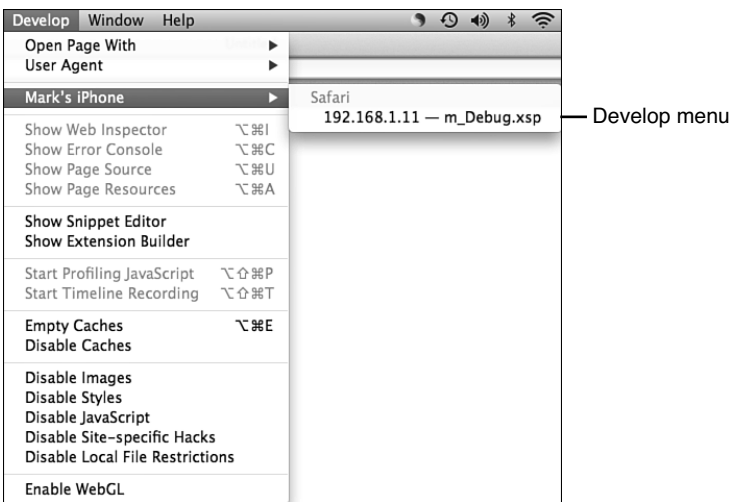 Develop Window Help
Open Page With
User Agent
Mark's iPhone
Safari
192.168.1.11 — m_Debug.xsp
Develop menu
Show Web Inspector ⌥⌘I
Show Error Console ⌥⌘C
Show Page Source ⌥⌘U
Show Page Resources ⌥⌘A
Show Snippet Editor
Show Extension Builder
Start Profiling JavaScript ⌥⇧⌘P
Start Timeline Recording ⌥⇧⌘T
Empty Caches ⌥⌘E
Disable Caches
Disable Images
Disable Styles
Disable JavaScript
Disable Site-specific Hacks
Disable Local File Restrictions
Enable WebGL